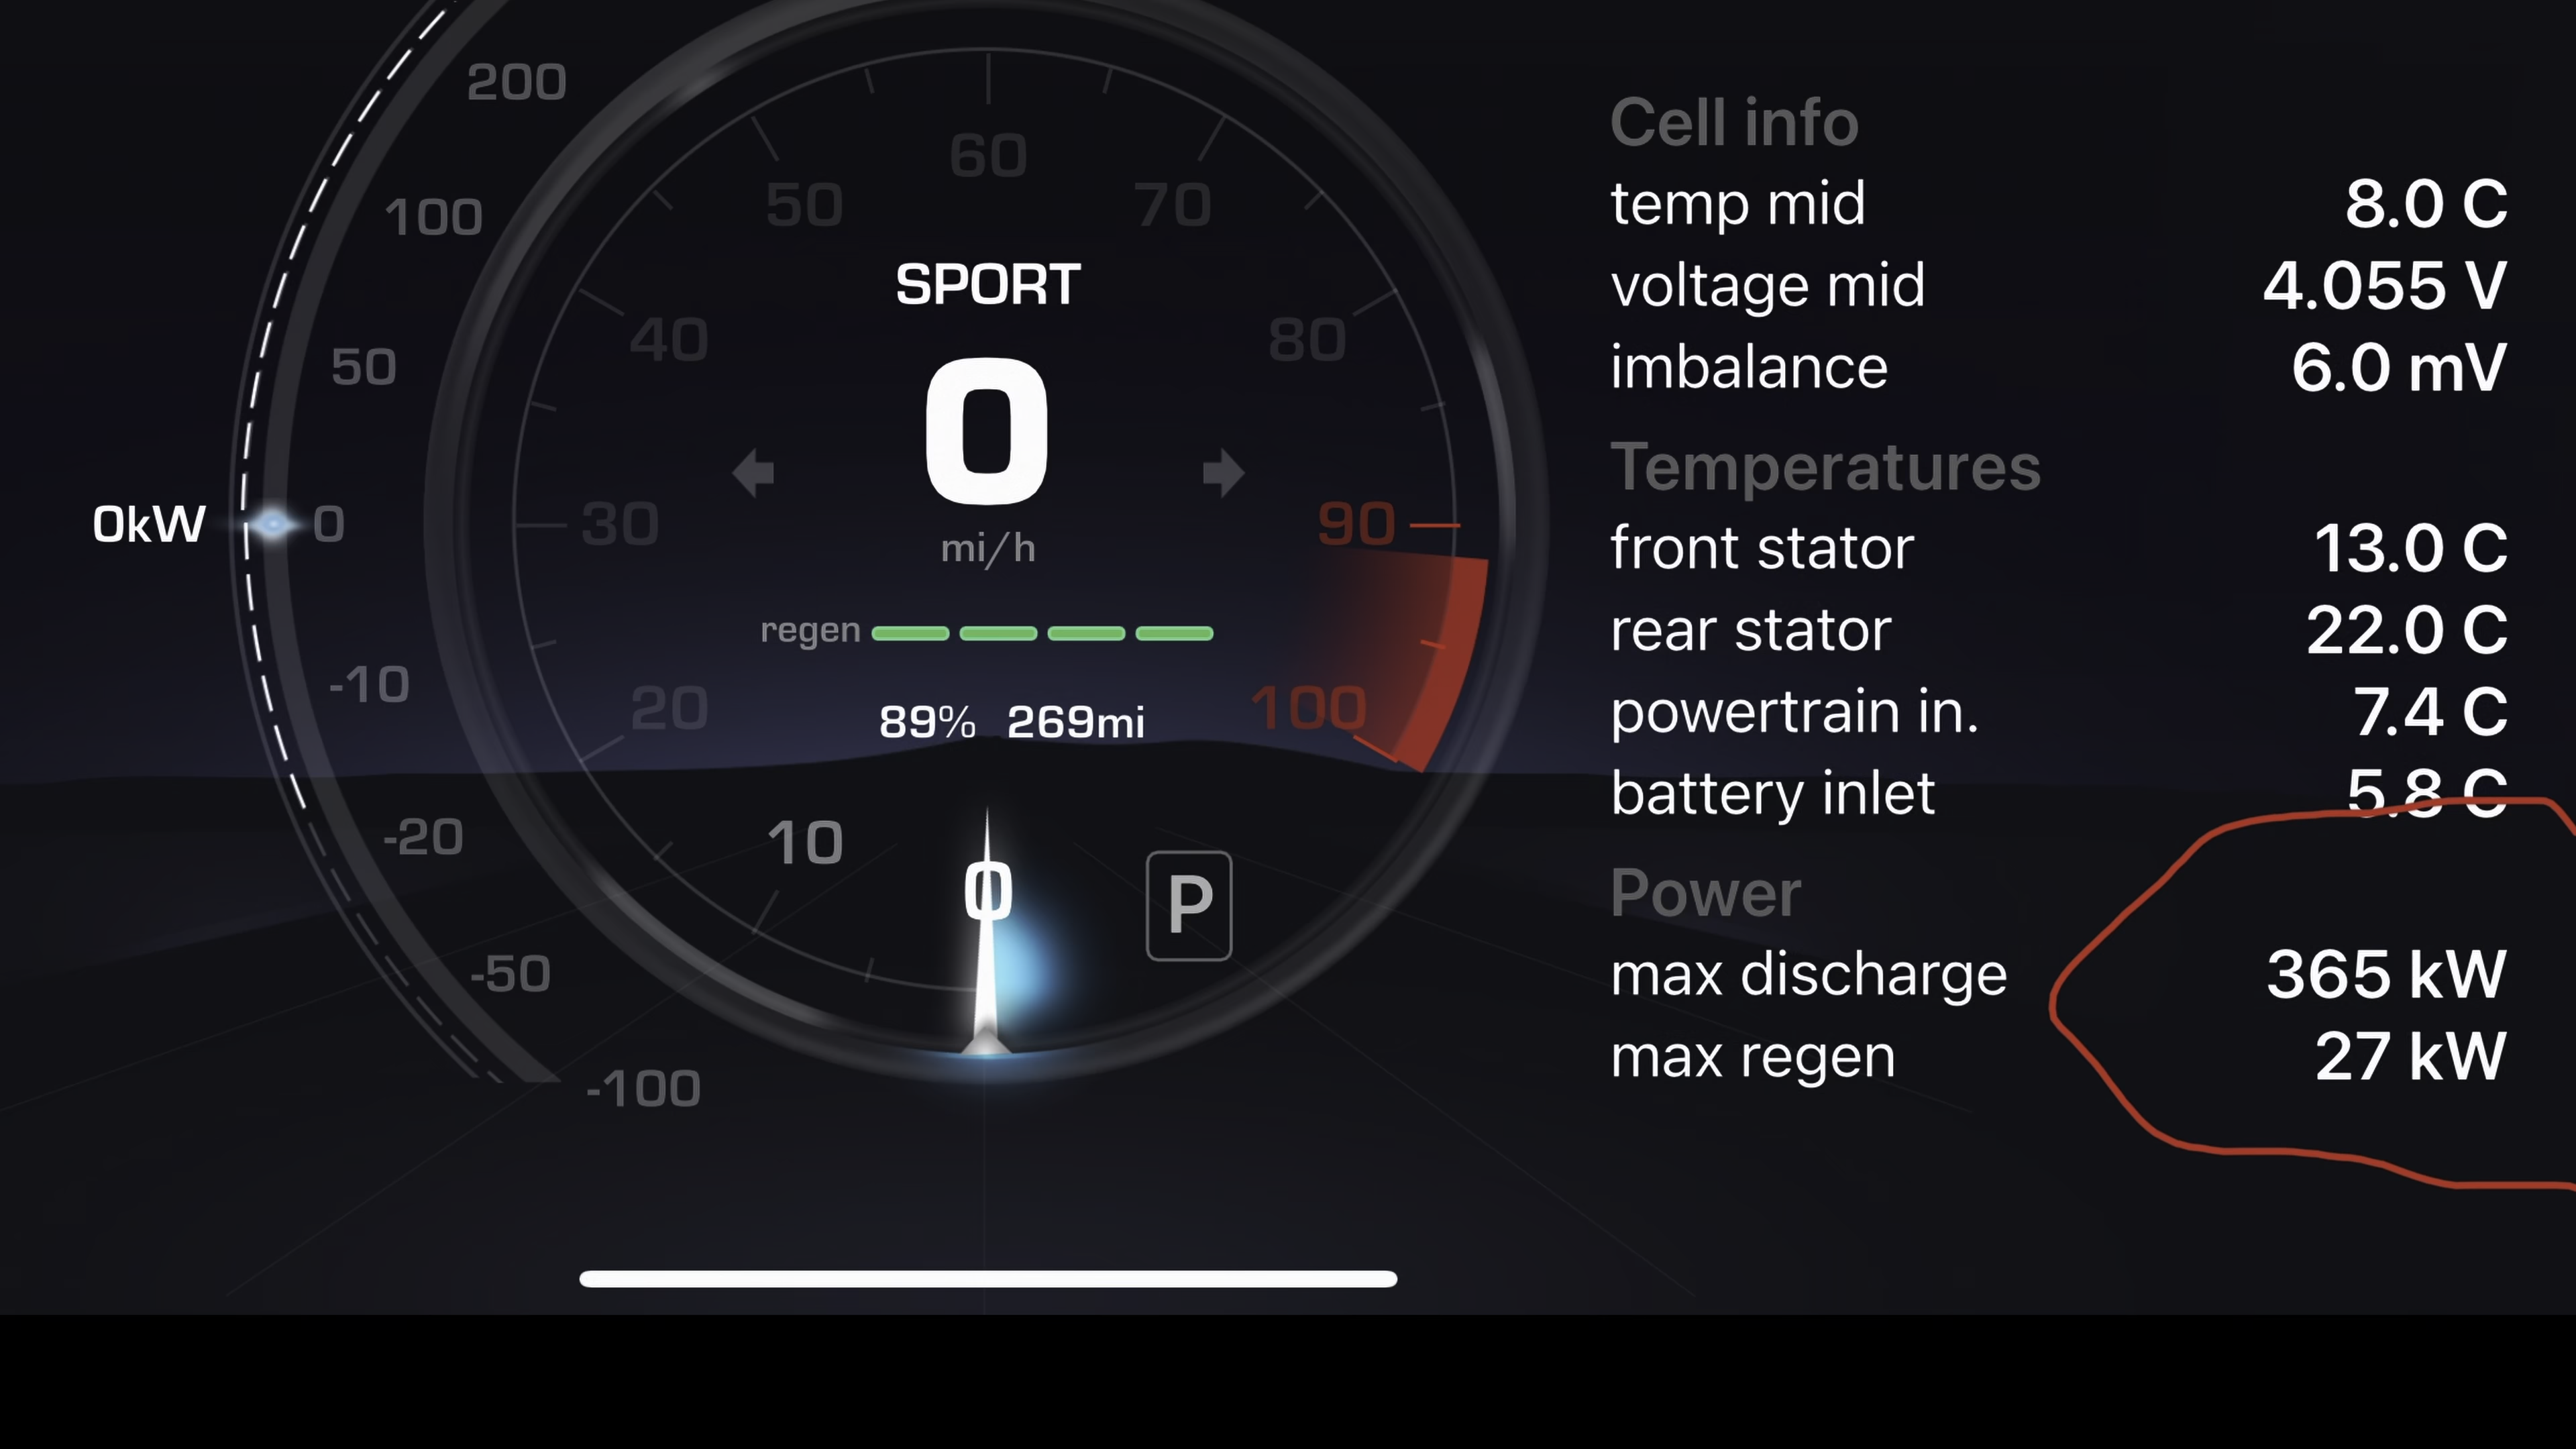 200
100
50
0kW
0
-10
-20
-50
-100
60
50
70
40
80
30
90
20
100
10
0
SPORT
0
mi/h
regen
89% 269mi
P
Cell info
temp mid 8.0 C
voltage mid 4.055 V
imbalance 6.0 mV
Temperatures
front stator 13.0 C
rear stator 22.0 C
powertrain in. 7.4 C
battery inlet 5.8 C
Power
max discharge 365 kW
max regen 27 kW